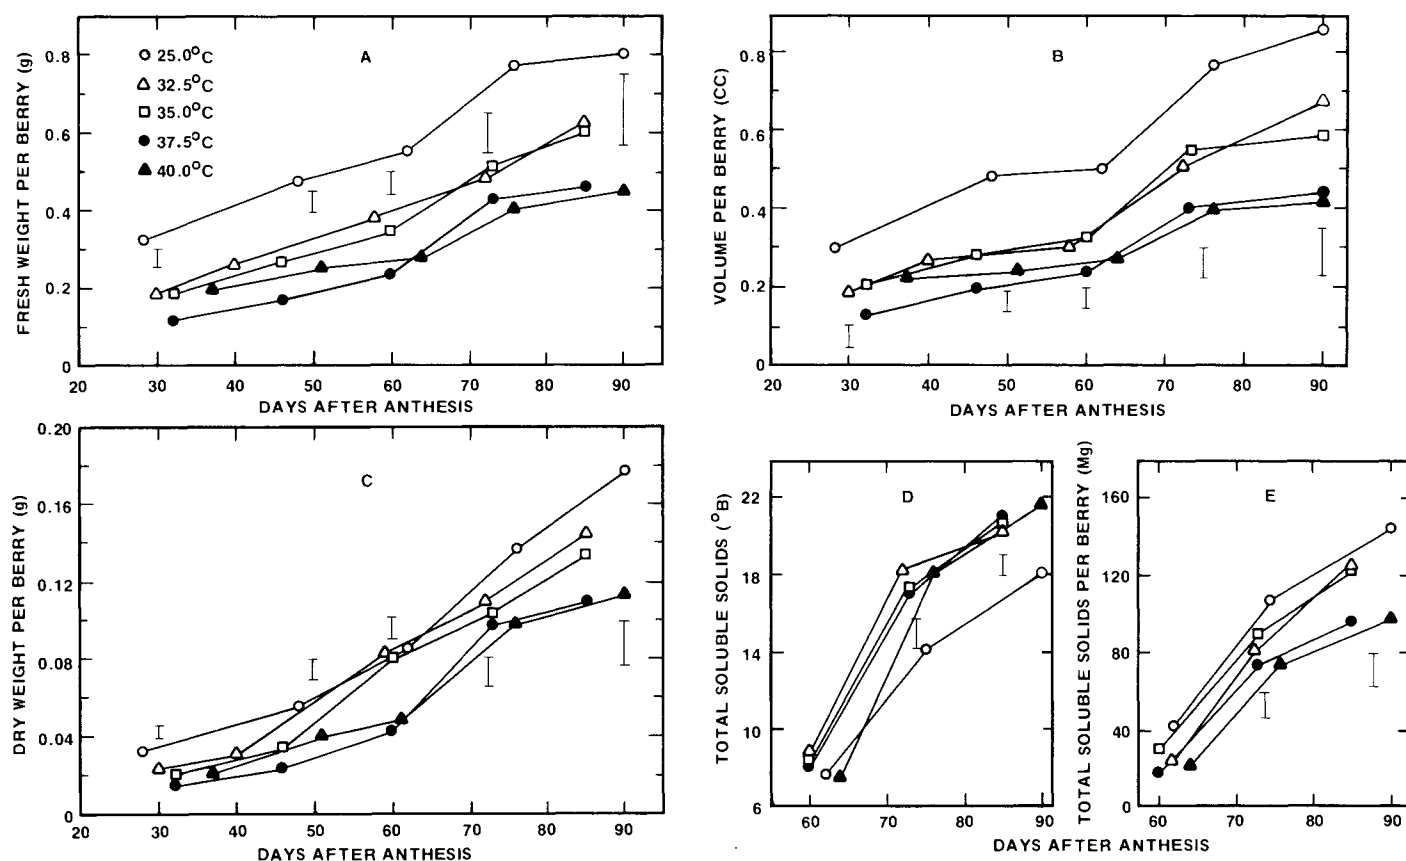 A
FRESH WEIGHT PER BERRY (g)
0.8
0.6
0.4
0.2
0
25.0°C
32.5°C
35.0°C
37.5°C
40.0°C
20 30 40 50 60 70 80 90
DAYS AFTER ANTHESIS
B
VOLUME PER BERRY (CC)
0.8
0.6
0.4
0.2
0
20 30 40 50 60 70 80 90
DAYS AFTER ANTHESIS
C
DRY WEIGHT PER BERRY (g)
0.20
0.16
0.12
0.08
0.04
0
20 30 40 50 60 70 80 90
DAYS AFTER ANTHESIS
D
TOTAL SOLUBLE SOLIDS (°B)
22
18
14
10
6
60 70 80 90
E
TOTAL SOLUBLE SOLIDS PER BERRY (Mg)
160
120
80
40
0
60 70 80 90
DAYS AFTER ANTHESIS